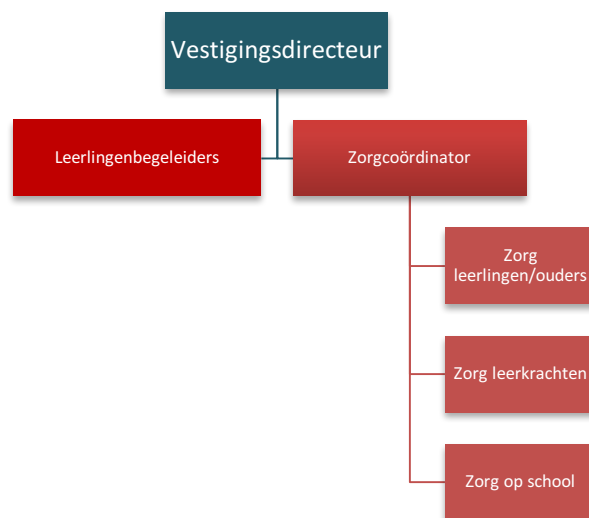 Vestigingsdirecteur
Leerlingenbegeleiders
Zorgcoördinator
Zorg
leerlingen/ouders
Zorg leerkrachten
Zorg op school